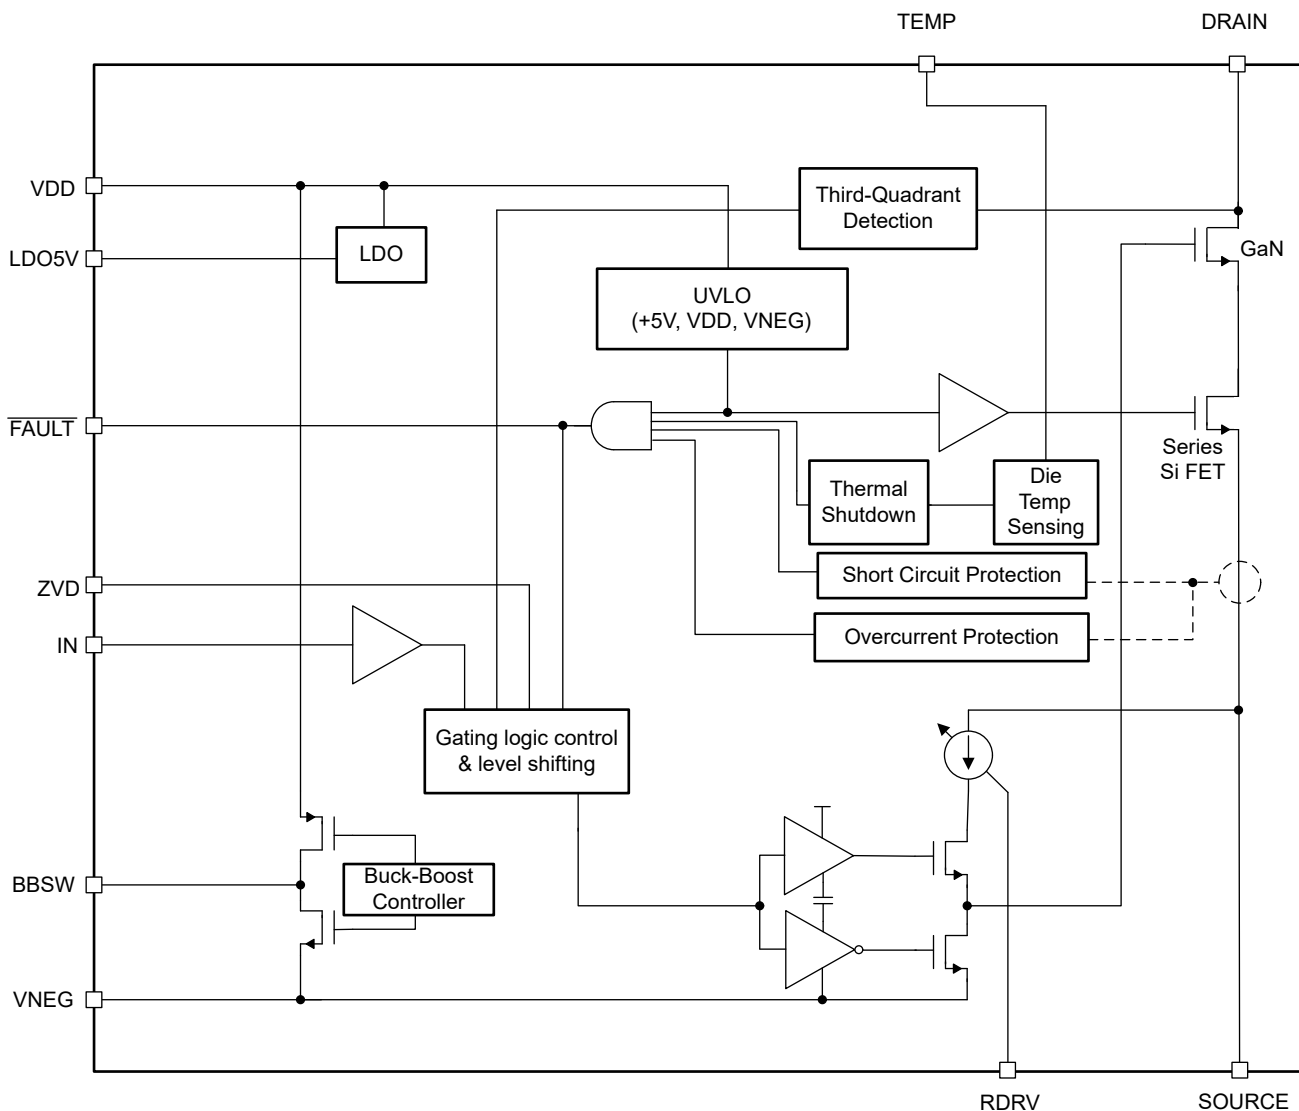 TEMP
DRAIN
VDD
Third-Quadrant
Detection
LDO5V
LDO
GaN
UVLO
(+5V, VDD, VNEG)
FAULT
Series
Si FET
Thermal
Shutdown
Die
Temp
Sensing
ZVD
Short Circuit Protection
IN
Overcurrent Protection
Gating logic control
& level shifting
BBSW
Buck-Boost
Controller
VNEG
RDRV
SOURCE